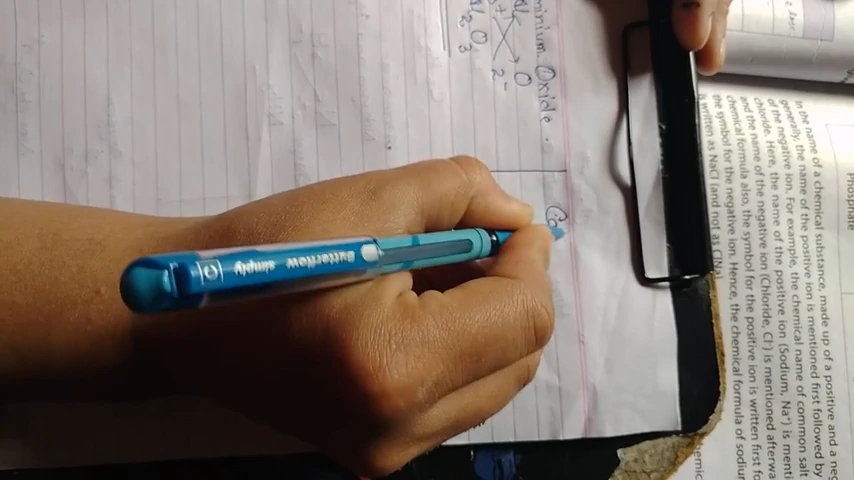 Phosphate
In the name of a chemical substance, made up of a positive and a neg
generally, the name of the positive ion is mentioned first followed by
of the negative ion. For example, the chemical name of common salt
chloride. Here, the name of the positive ion (Sodium, Na⁺) is menti
and the name of the negative ion (Chloride, Cl⁻) is mentioned afterwa
chemical formula also, the symbol for the positive ion is written first fo
the symbol for the negative ion. Hence, the chemical formula of sodiu
is written as NaCl (and not as ClNa)
hemic
minium Oxide.
Al O
+ 2-
Al₂O₃
Ca
Butterflow simply